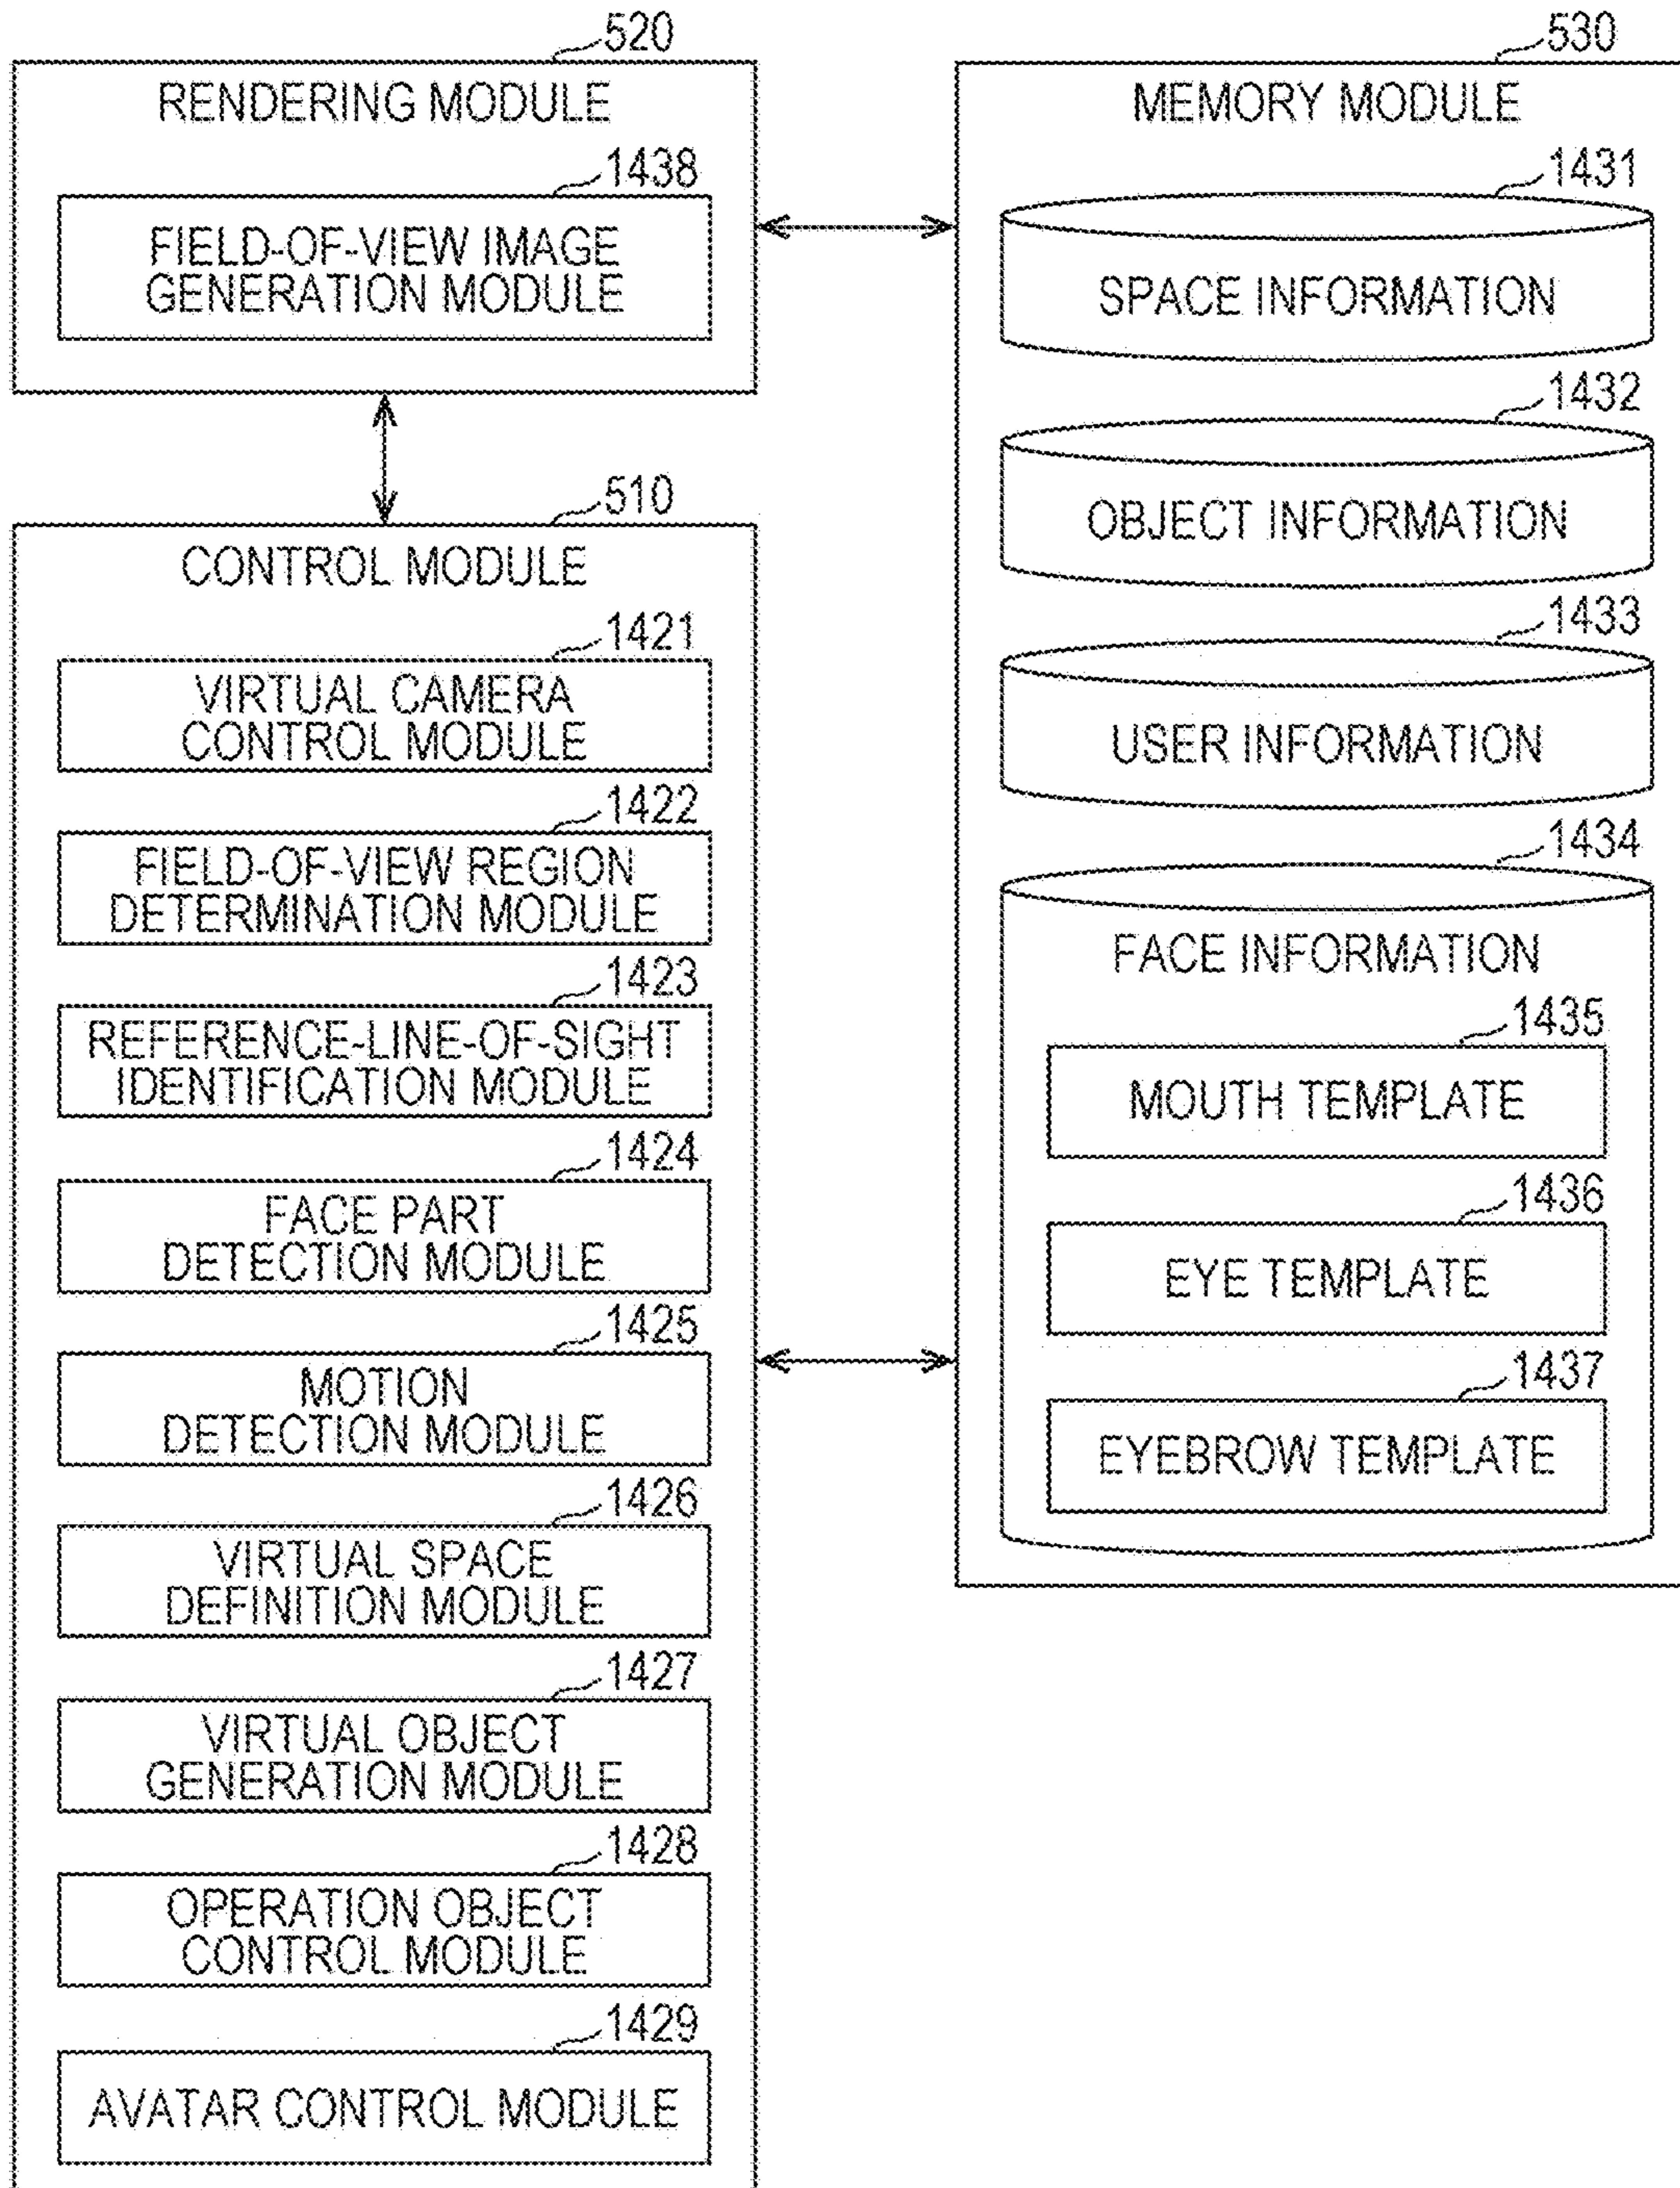 520
RENDERING MODULE
1438
FIELD-OF-VIEW IMAGE
GENERATION MODULE
510
CONTROL MODULE
1421
VIRTUAL CAMERA
CONTROL MODULE
1422
FIELD-OF-VIEW REGION
DETERMINATION MODULE
1423
REFERENCE-LINE-OF-SIGHT
IDENTIFICATION MODULE
1424
FACE PART
DETECTION MODULE
1425
MOTION
DETECTION MODULE
1426
VIRTUAL SPACE
DEFINITION MODULE
1427
VIRTUAL OBJECT
GENERATION MODULE
1428
OPERATION OBJECT
CONTROL MODULE
1429
AVATAR CONTROL MODULE
530
MEMORY MODULE
1431
SPACE INFORMATION
1432
OBJECT INFORMATION
1433
USER INFORMATION
1434
FACE INFORMATION
1435
MOUTH TEMPLATE
1436
EYE TEMPLATE
1437
EYEBROW TEMPLATE